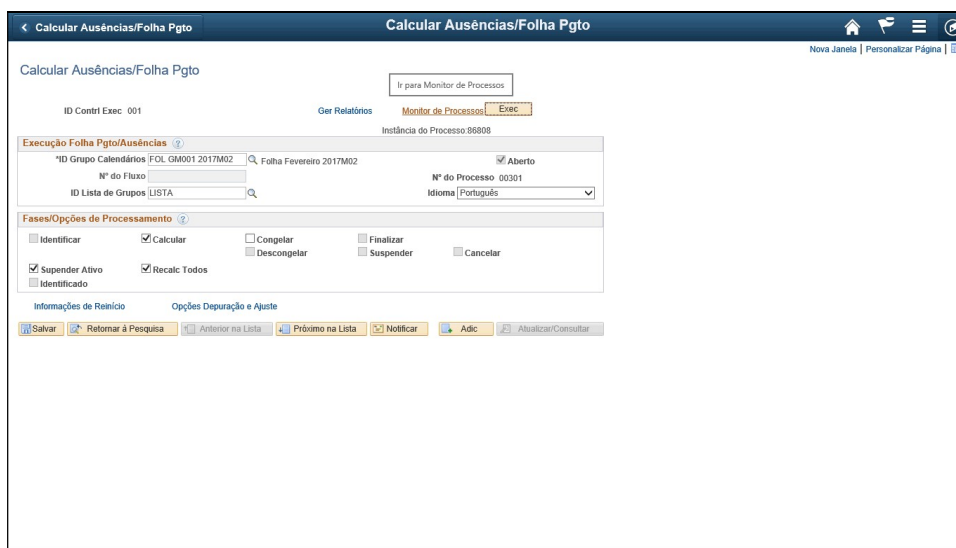 Calcular Ausências/Folha Pgto
Calcular Ausências/Folha Pgto
Nova Janela | Personalizar Página |
Calcular Ausências/Folha Pgto
Ir para Monitor de Processos
ID Contrl Exec 001 Ger Relatórios Monitor de Processos Exec
Instância do Processo:86808
Execução Folha Pgto/Ausências ?
*ID Grupo Calendários FOL GM001 2017M02 Folha Fevereiro 2017M02 Aberto
Nº do Fluxo Nº do Processo 00301
ID Lista de Grupos LISTA Idioma Português
Fases/Opções de Processamento ?
Identificar Calcular Congelar Finalizar
Descongelar Suspender Cancelar
Supender Ativo Recalc Todos
Identificado
Informações de Reinício Opções Depuração e Ajuste
Salvar Retornar á Pesquisa Anterior na Lista Próximo na Lista Notificar Adic Atualizar/Consultar